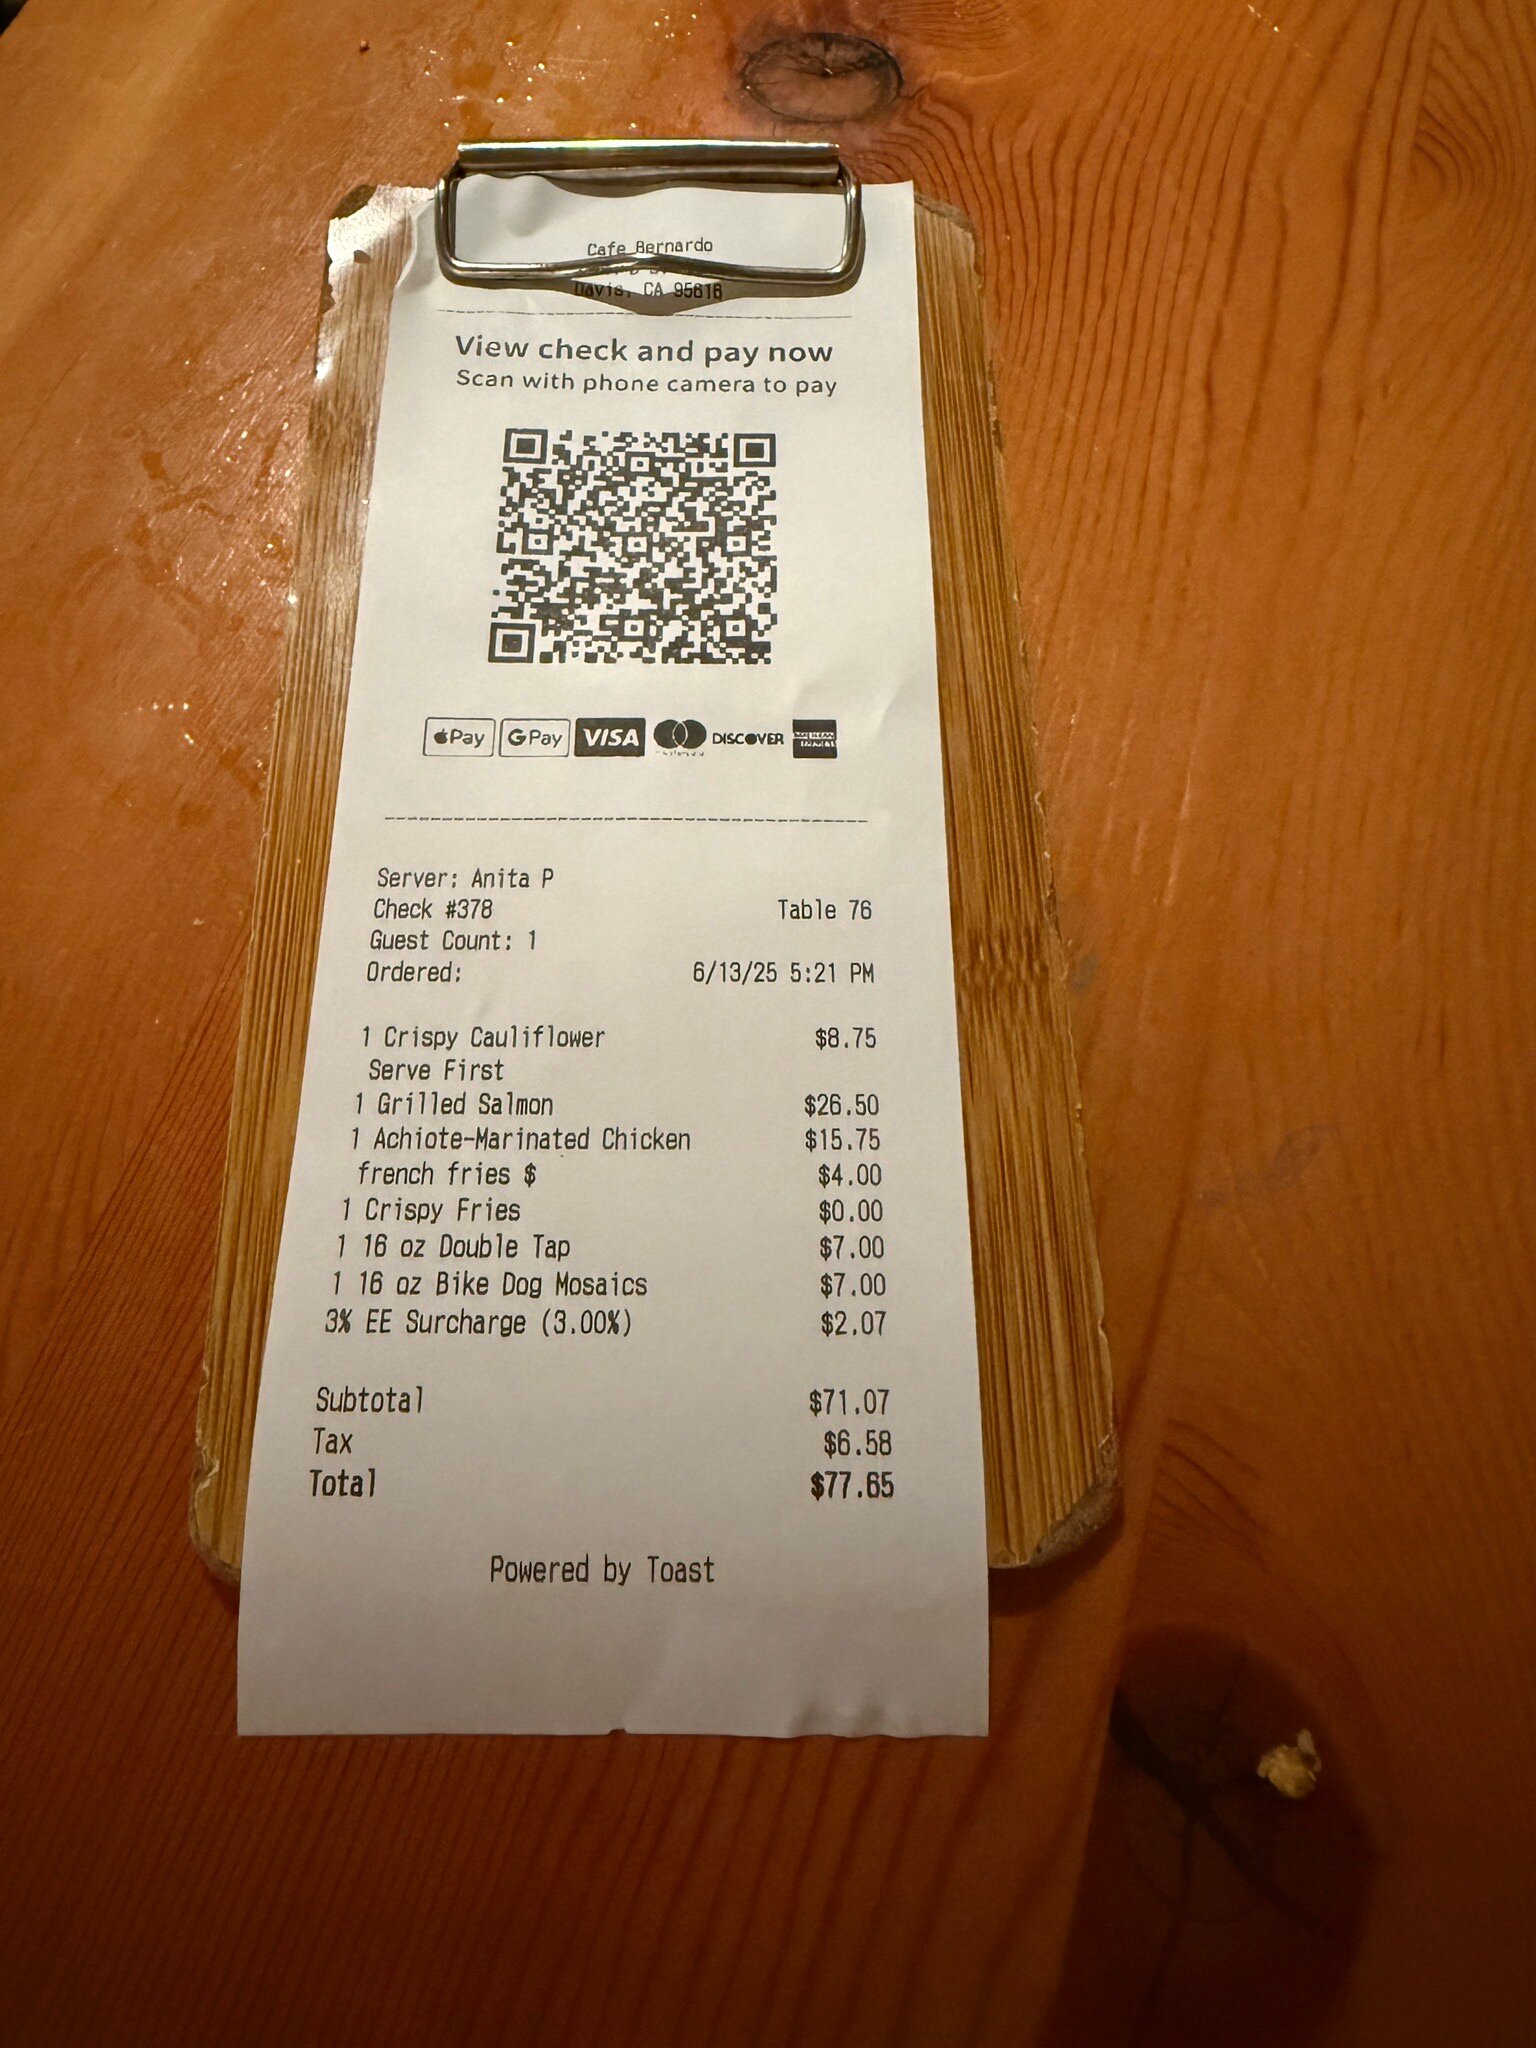 Cafe Bernardo
Davis, CA 95616
View check and pay now
Scan with phone camera to pay
Pay GPay VISA DISCOVER
Server: Anita P
Check #378 Table 76
Guest Count: 1
Ordered: 6/13/25 5:21 PM
1 Crispy Cauliflower $8.75
Serve First
1 Grilled Salmon $26.50
1 Achiote-Marinated Chicken $15.75
french fries $ $4.00
1 Crispy Fries $0.00
1 16 oz Double Tap $7.00
1 16 oz Bike Dog Mosaics $7.00
3% EE Surcharge (3.00%) $2.07
Subtotal $71.07
Tax $6.58
Total $77.65
Powered by Toast